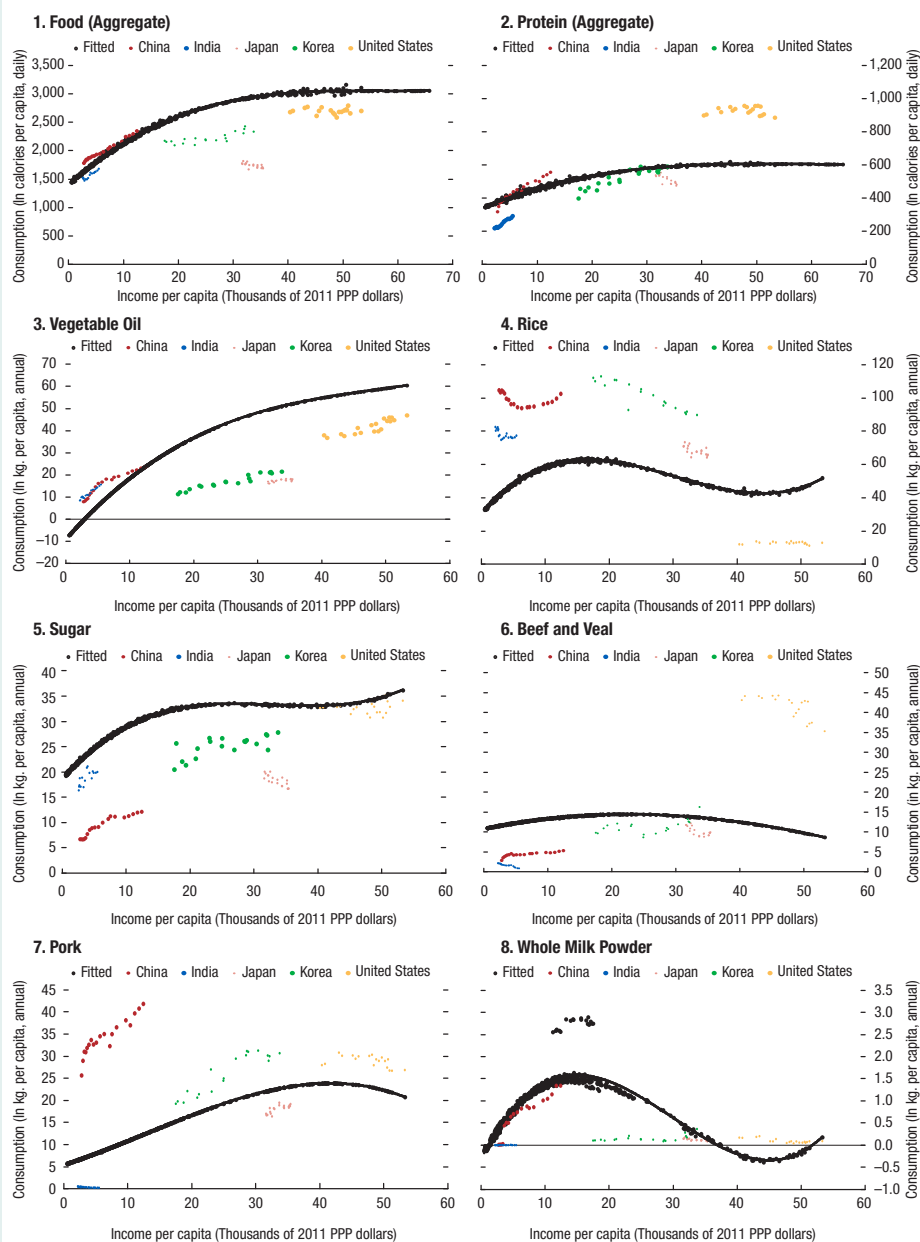 1. Food (Aggregate)
Fitted China India Japan Korea United States
Consumption (In calories per capita, daily)
3,500
3,000
2,500
2,000
1,500
1,000
500
0
0 10 20 30 40 50 60 70
Income per capita (Thousands of 2011 PPP dollars)
2. Protein (Aggregate)
Fitted China India Japan Korea United States
1,200
1,000
800
600
400
200
0
Consumption (In calories per capita, daily)
0 10 20 30 40 50 60 70
Income per capita (Thousands of 2011 PPP dollars)
3. Vegetable Oil
Fitted China India Japan Korea United States
Consumption (In kg. per capita, annual)
70
60
50
40
30
20
10
0
−10
−20
0 10 20 30 40 50 60
Income per capita (Thousands of 2011 PPP dollars)
4. Rice
Fitted China India Japan Korea United States
120
100
80
60
40
20
0
Consumption (In kg. per capita, annual)
0 10 20 30 40 50 60
Income per capita (Thousands of 2011 PPP dollars)
5. Sugar
Fitted China India Japan Korea United States
Consumption (In kg. per capita, annual)
40
35
30
25
20
15
10
5
0
0 10 20 30 40 50 60
Income per capita (Thousands of 2011 PPP dollars)
6. Beef and Veal
Fitted China India Japan Korea United States
50
45
40
35
30
25
20
15
10
5
0
Consumption (in kg. per capita, annual)
0 10 20 30 40 50 60
Income per capita (Thousands of 2011 PPP dollars)
7. Pork
Fitted China India Japan Korea United States
Consumption (In kg. per capita, annual)
45
40
35
30
25
20
15
10
5
0
0 10 20 30 40 50 60
Income per capita (Thousands of 2011 PPP dollars)
8. Whole Milk Powder
Fitted China India Japan Korea United States
3.5
3.0
2.5
2.0
1.5
1.0
0.5
0.0
−0.5
−1.0
Consumption (In kg. per capita, annual)
0 10 20 30 40 50 60
Income per capita (Thousands of 2011 PPP dollars)